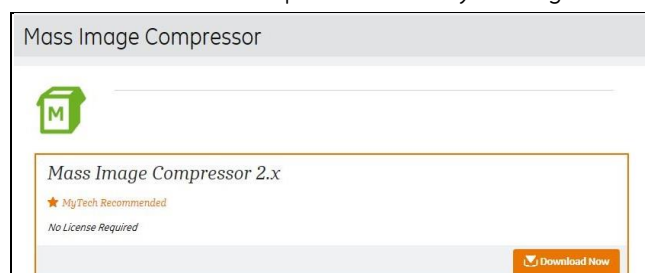 Mass Image Compressor
M
Mass Image Compressor 2.x
MyTech Recommended
No License Required
Download Now